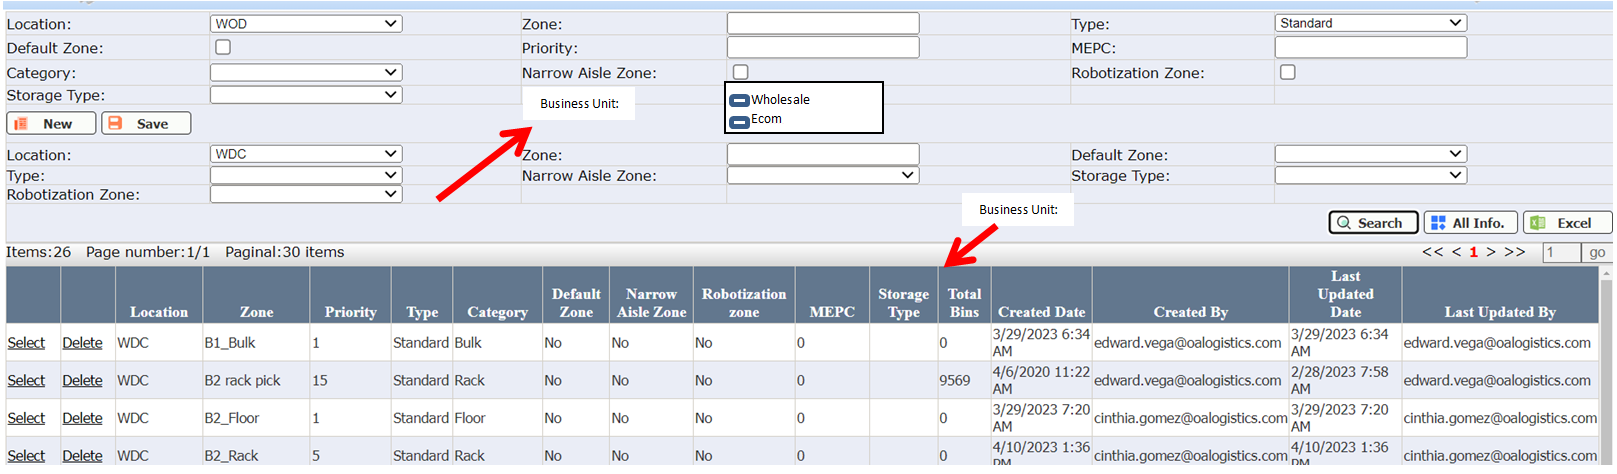 Location: WOD Zone: Type: Standard
Default Zone: Priority: MEPC:
Category: Narrow Aisle Zone: Robotization Zone:
Storage Type: Business Unit: Wholesale
Ecom
New Save
Location: WDC Zone: Default Zone:
Type: Narrow Aisle Zone: Storage Type:
Robotization Zone:
Business Unit:
Search All Info. Excel
Items:26 Page number:1/1 Paginal:30 items << < 1 > >> 1 go
Location Zone Priority Type Category Default Zone Narrow Aisle Zone Robotization zone MEPC Storage Type Total Bins Created Date Created By Last Updated Date Last Updated By
Select Delete WDC B1_Bulk 1 Standard Bulk No No No 0 0 3/29/2023 6:34 AM edward.vega@oalogistics.com 3/29/2023 6:34 AM edward.vega@oalogistics.com
Select Delete WDC B2 rack pick 15 Standard Rack No No No 0 9569 4/6/2020 11:22 AM edward.vega@oalogistics.com 2/28/2023 7:58 AM edward.vega@oalogistics.com
Select Delete WDC B2_Floor 1 Standard Floor No No No 0 0 3/29/2023 7:20 AM cinthia.gomez@oalogistics.com 3/29/2023 7:20 AM cinthia.gomez@oalogistics.com
Select Delete WDC B2_Rack 5 Standard Rack No No No 0 0 4/10/2023 1:36 PM cinthia.gomez@oalogistics.com 4/10/2023 1:36 PM cinthia.gomez@oalogistics.com